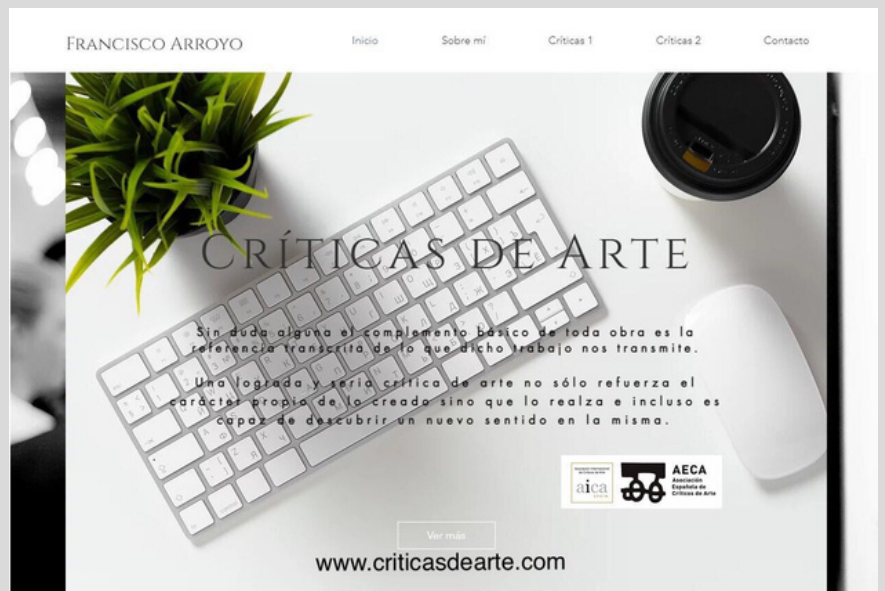 FRANCISCO ARROYO
Inicio
Sobre mí
Críticas 1
Críticas 2
Contacto
CRÍTICAS DE ARTE
Sin duda alguna el complemento básico de toda obra es la
referencia transcrita de lo que dicho trabajo nos transmite.
Una lograda y seria crítica de arte no sólo refuerza el
carácter propio de lo creado sino que lo realza e incluso es
capaz de descubrir un nuevo sentido en la misma.
aica
AECA
Asociación
Española de
Críticos de Arte
Ver más
www.criticasdearte.com